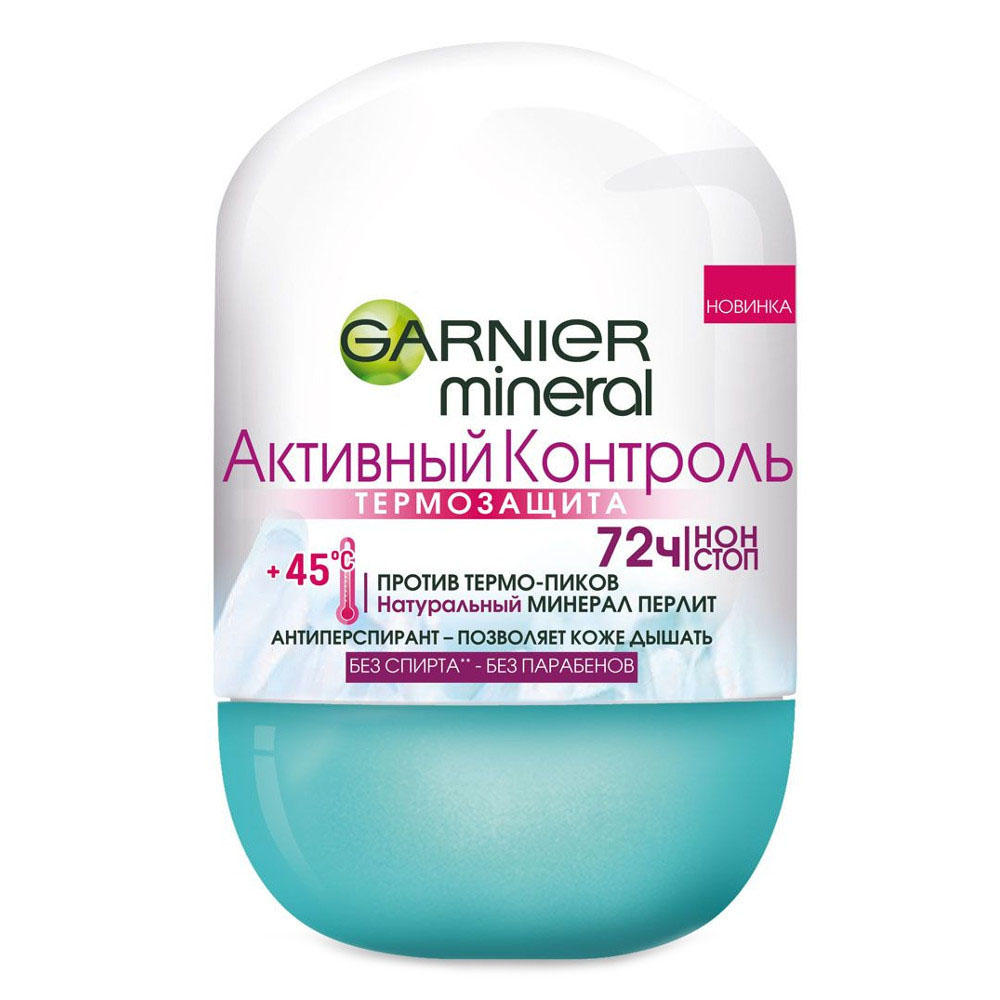 НОВИНКА
GARNIER
mineral
Активный Контроль
ТЕРМОЗАЩИТА
72ч НОН
СТОП
+45°C
ПРОТИВ ТЕРМО-ПИКОВ
Натуральный МИНЕРАЛ ПЕРЛИТ
АНТИПЕРСПИРАНТ – ПОЗВОЛЯЕТ КОЖЕ ДЫШАТЬ
БЕЗ СПИРТА** - БЕЗ ПАРАБЕНОВ